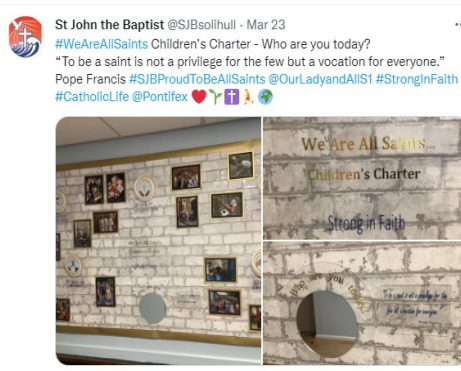 St John the Baptist @SJBsolihull · Mar 23
#WeAreAllSaints Children's Charter - Who are you today?
“To be a saint is not a privilege for the few but a vocation for everyone.”
Pope Francis #SJBProudToBeAllSaints @OurLadyandAllS1 #StrongInFaith
#CatholicLife @Pontifex
We Are All Saints...
Children's Charter
Strong in Faith
Who are you today?